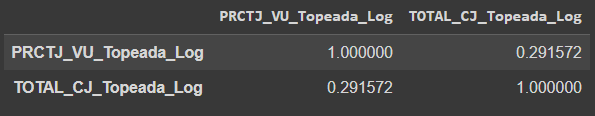 PRCTJ_VU_Topeada_Log TOTAL_CJ_Topeada_Log
PRCTJ_VU_Topeada_Log 1.000000 0.291572
TOTAL_CJ_Topeada_Log 0.291572 1.000000